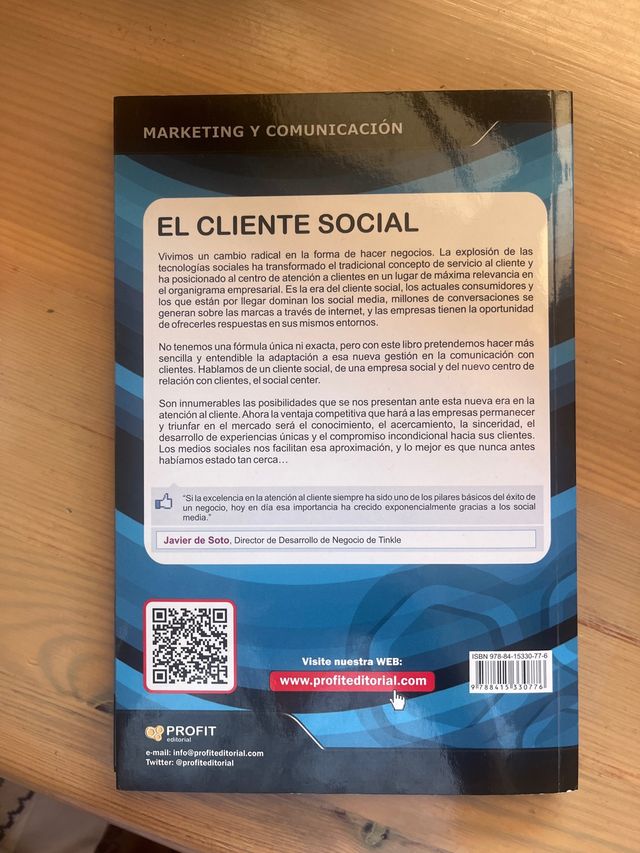 MARKETING Y COMUNICACIÓN
EL CLIENTE SOCIAL
Vivimos un cambio radical en la forma de hacer negocios. La explosión de las
tecnologías sociales ha transformado el tradicional concepto de servicio al cliente y
ha posicionado al centro de atención a clientes en un lugar de máxima relevancia en
el organigrama empresarial. Es la era del cliente social, los actuales consumidores y
los que están por llegar dominan los social media, millones de conversaciones se
generan sobre las marcas a través de internet, y las empresas tienen la oportunidad
de ofrecerles respuestas en sus mismos entornos.
No tenemos una fórmula única ni exacta, pero con este libro pretendemos hacer más
sencilla y entendible la adaptación a esa nueva gestión en la comunicación con
clientes. Hablamos de un cliente social, de una empresa social y del nuevo centro de
relación con clientes, el social center.
Son innumerables las posibilidades que se nos presentan ante esta nueva era en la
atención al cliente. Ahora la ventaja competitiva que hará a las empresas permanecer
y triunfar en el mercado será el conocimiento, el acercamiento, la sinceridad, el
desarrollo de experiencias únicas y el compromiso incondicional hacia sus clientes.
Los medios sociales nos facilitan esa aproximación, y lo mejor es que nunca antes
habíamos estado tan cerca…
"Si la excelencia en la atención al cliente siempre ha sido uno de los pilares básicos del éxito de
un negocio, hoy en día esa importancia ha crecido exponencialmente gracias a los social
media."
Javier de Soto, Director de Desarrollo de Negocio de Tinkle
Visite nuestra WEB:
www.profiteditorial.com
ISBN 978-84-15330-77-6
9 788415 330776
PROFIT
editorial
e-mail: info@profiteditorial.com
Twitter: @profiteditorial